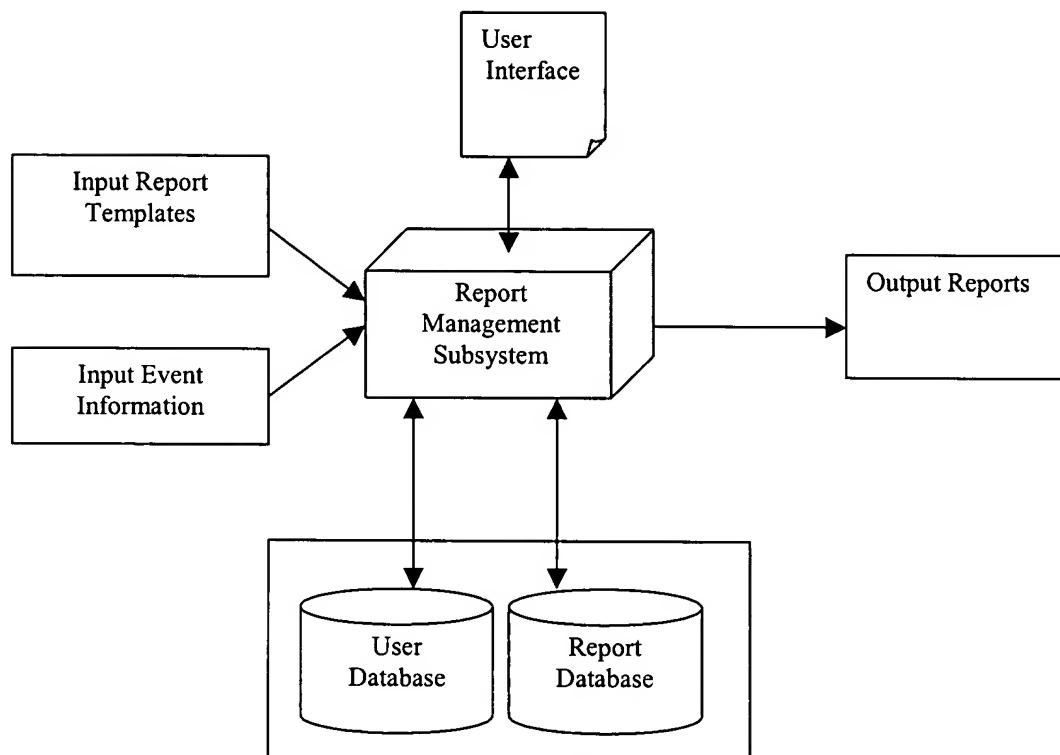 User
Interface
Input Report
Templates
Report
Management
Subsystem
Output Reports
Input Event
Information
User
Database
Report
Database